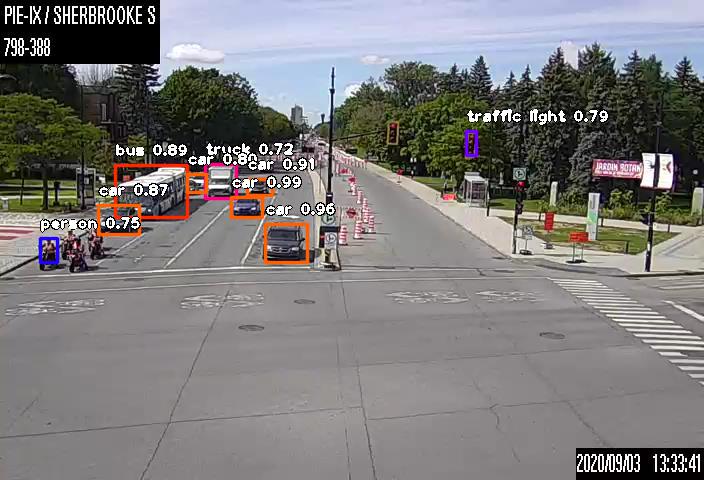 PIE-IX / SHERBROOKE S
798-388
traffic light 0.79
bus 0.89
truck 0.72
car 0.80
car 0.91
car 0.99
car 0.87
car 0.96
person 0.75
JARDIN BOTAN
2020/09/03 13:33:41